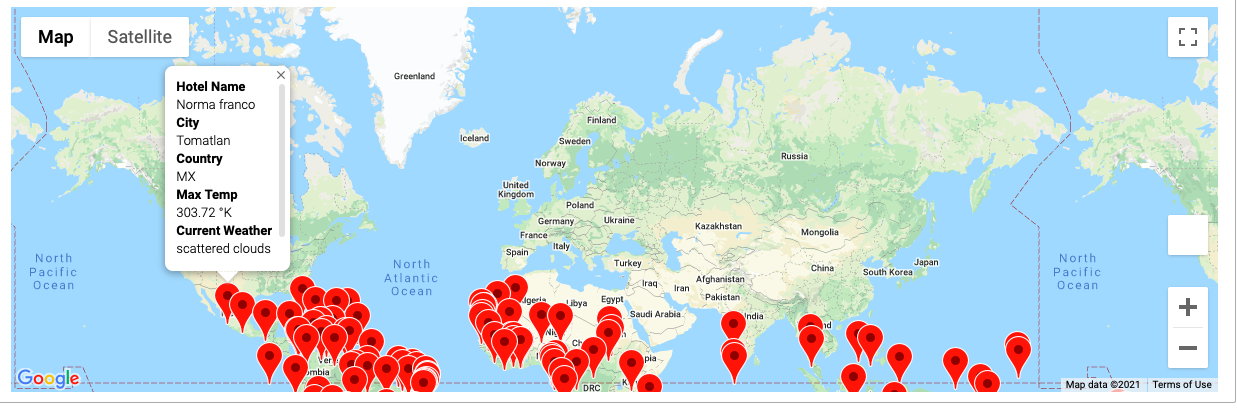 Map
Satellite
Hotel Name
Norma franco
City
Tomatlan
Country
MX
Max Temp
303.72 °K
Current Weather
scattered clouds
Greenland
Iceland
Finland
Sweden
Norway
Russia
United
Kingdom
Poland
Germany
Ukraine
Kazakhstan
France
Mongolia
Italy
Spain
Turkey
China
Japan
South Korea
Iraq
Iran
Afghanistan
Pakistan
Egypt
Libya
Saudi Arabia
India
DRC
North
Pacific
Ocean
North
Atlantic
Ocean
North
Pacific
Ocean
Google
Map data ©2021
Terms of Use